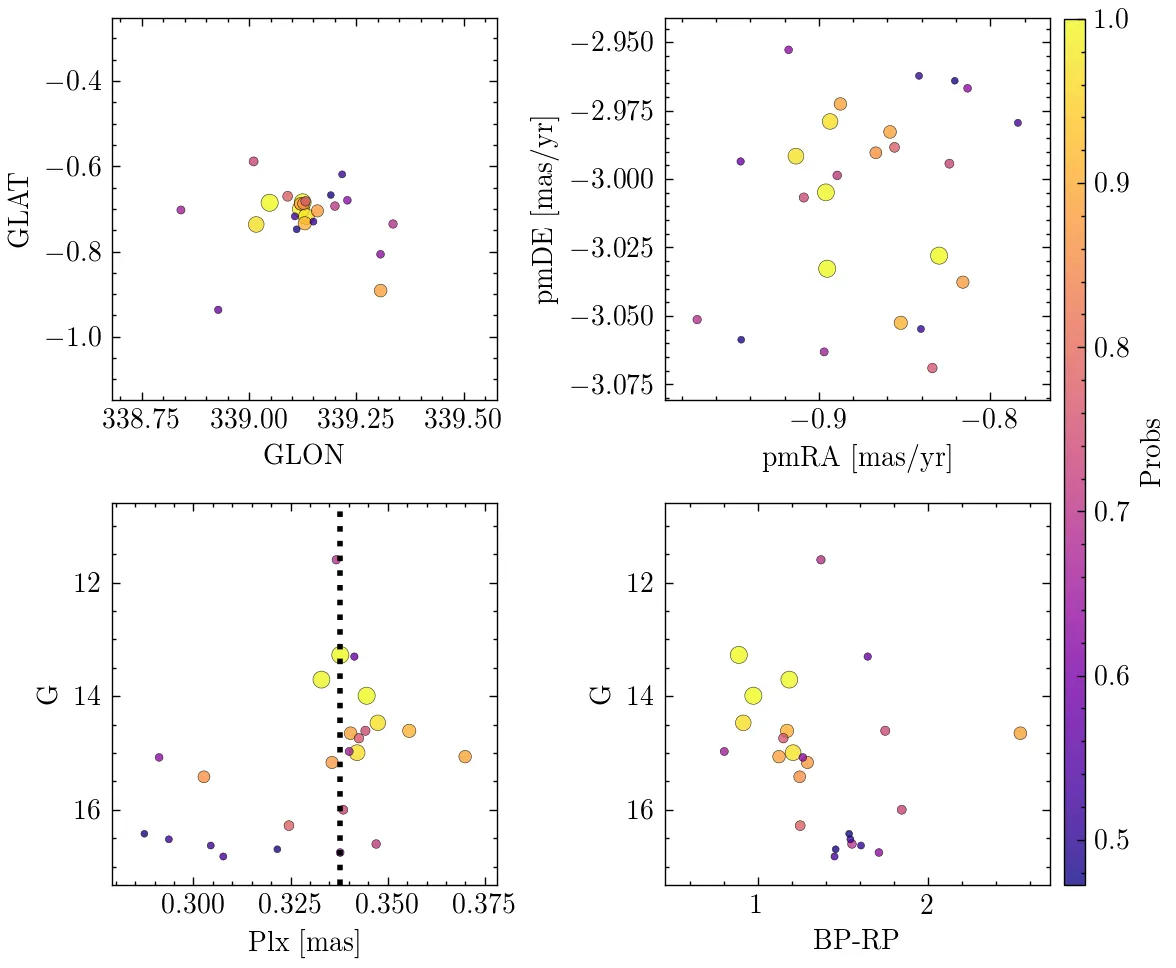 −0.4
−0.6
−0.8
−1.0
GLAT
338.75 339.00 339.25 339.50
GLON
−2.950
−2.975
−3.000
−3.025
−3.050
−3.075
pmDE [mas/yr]
−0.9 −0.8
pmRA [mas/yr]
12
14
16
G
0.300 0.325 0.350 0.375
Plx [mas]
12
14
16
G
1 2
BP-RP
1.0
0.9
0.8
0.7
0.6
0.5
Probs